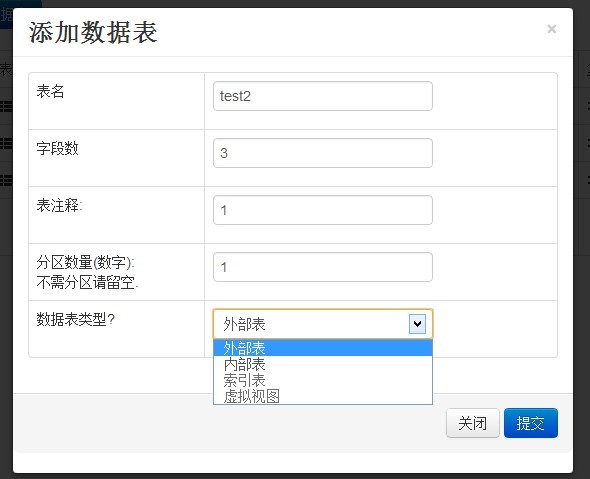 据
添加数据表
×
表
表名
test2
字段数
3
表注释:
1
分区数量(数字):
不需分区请留空.
1
数据表类型?
外部表
外部表
内部表
索引表
虚拟视图
关闭
提交